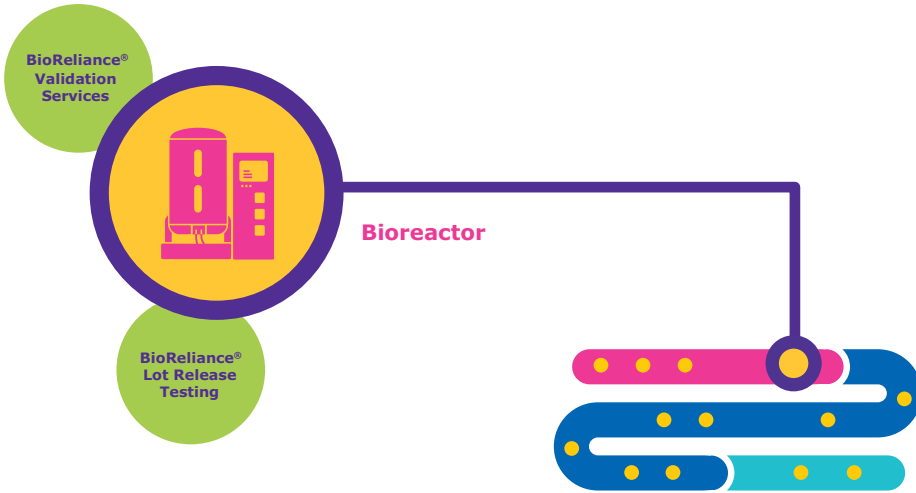 BioReliance®
Validation
Services
Bioreactor
BioReliance®
Lot Release
Testing